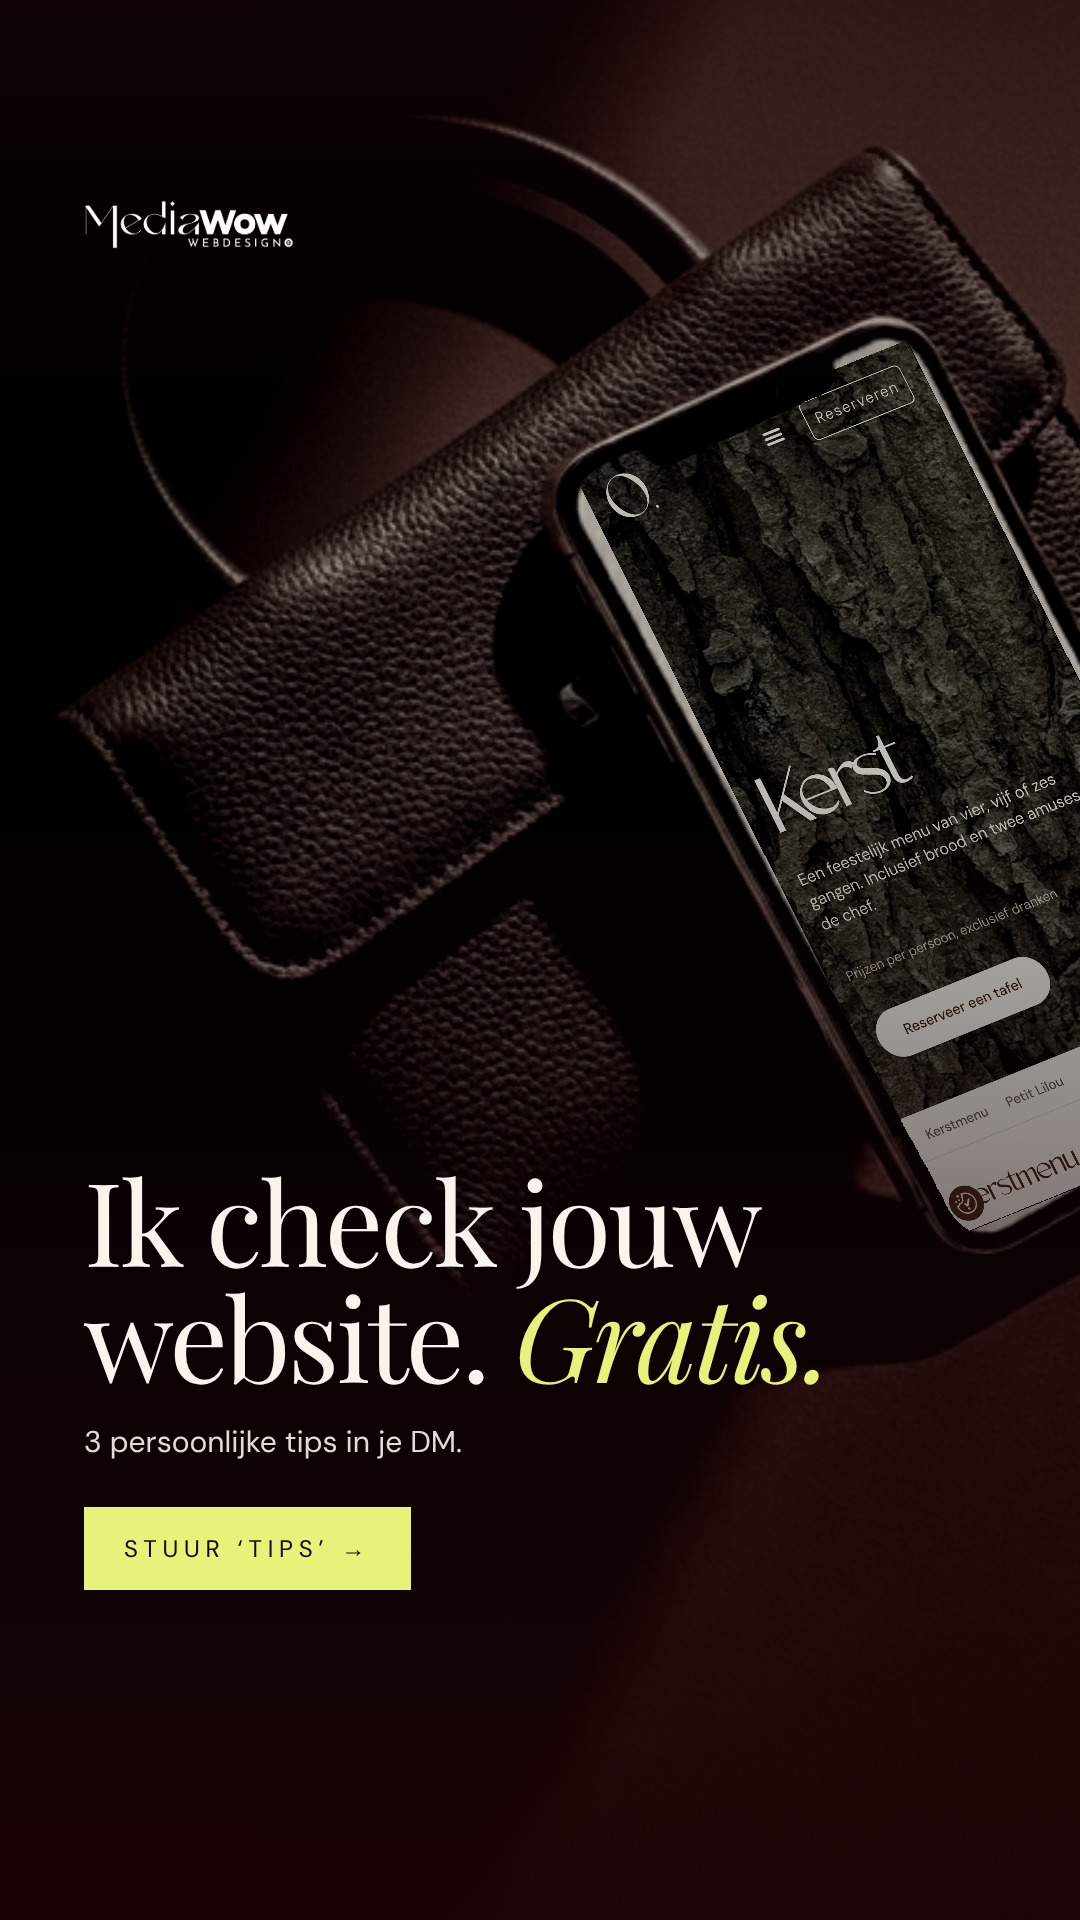 MediaWow
WEBDESIGN
Reserveren
O.
Kerst
Een feestelijk menu van vier, vijf of zes
gangen. Inclusief brood en twee amuses
de chef.
Prijzen per persoon, exclusief dranken
Reserveer een tafel
Kerstmenu Petit Lilou
erstmenu
Ik check jouw
website. Gratis.
3 persoonlijke tips in je DM.
STUUR ‘TIPS’ →